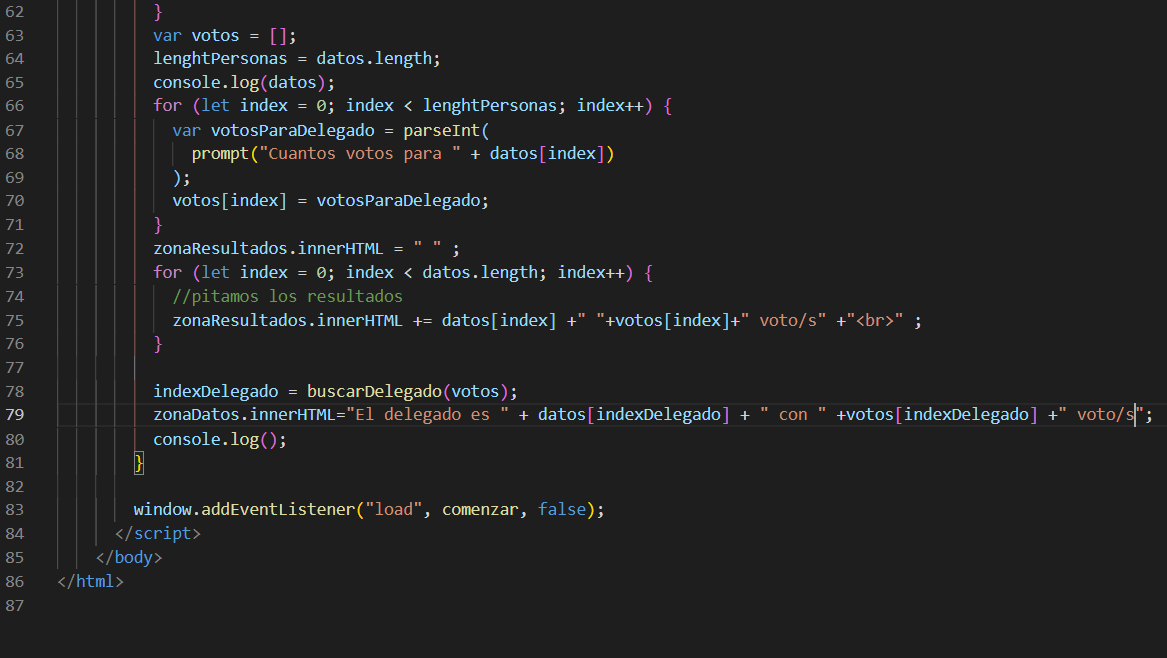 62 }
63 var votos = [];
64 lenghtPersonas = datos.length;
65 console.log(datos);
66 for (let index = 0; index < lenghtPersonas; index++) {
67 var votosParaDelegado = parseInt(
68 prompt("Cuantos votos para " + datos[index])
69 );
70 votos[index] = votosParaDelegado;
71 }
72 zonaResultados.innerHTML = " " ;
73 for (let index = 0; index < datos.length; index++) {
74 //pitamos los resultados
75 zonaResultados.innerHTML += datos[index] +" "+votos[index]+" voto/s" +"<br>" ;
76 }
77
78 indexDelegado = buscarDelegado(votos);
79 zonaDatos.innerHTML="El delegado es " + datos[indexDelegado] + " con " +votos[indexDelegado] +" voto/s";
80 console.log();
81 }
82
83 window.addEventListener("load", comenzar, false);
84 </script>
85 </body>
86 </html>
87